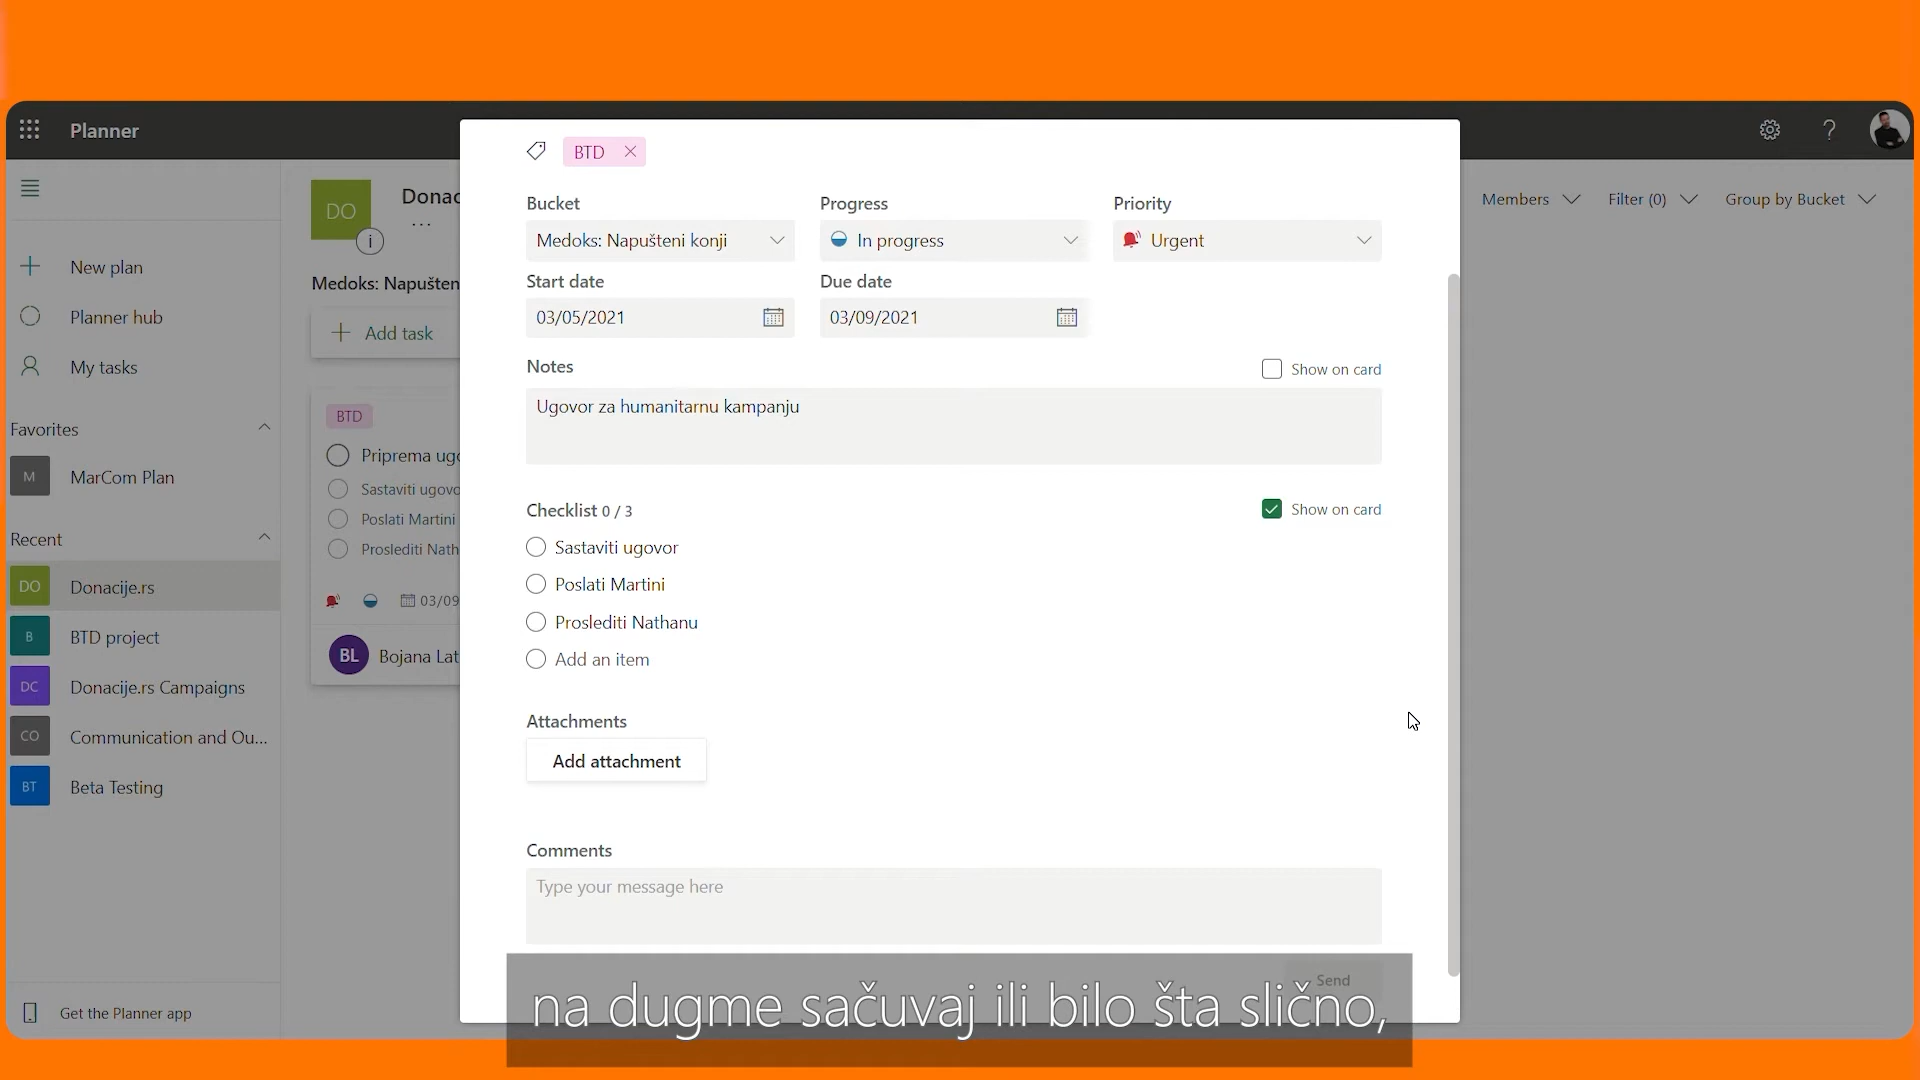 Planner
New plan
Planner hub
My tasks
Favorites
M
MarCom Plan
Recent
DO
Donacije.rs
B
BTD project
DC
Donacije.rs Campaigns
CO
Communication and Ou...
BT
Beta Testing
Get the Planner app
DO
Donac
...
i
Medoks: Napušten
Add task
BTD
Priprema ugo
Sastaviti ugovo
Poslati Martini
Proslediti Nath
03/09
BL
Bojana Lat
BTD
Bucket
Progress
Priority
Medoks: Napušteni konji
In progress
Urgent
Start date
Due date
03/05/2021
03/09/2021
Notes
Show on card
Ugovor za humanitarnu kampanju
Checklist 0 / 3
Show on card
Sastaviti ugovor
Poslati Martini
Proslediti Nathanu
Add an item
Attachments
Add attachment
Comments
Type your message here
Send
Members
Filter (0)
Group by Bucket
?
na dugme sačuvaj ili bilo šta slično,